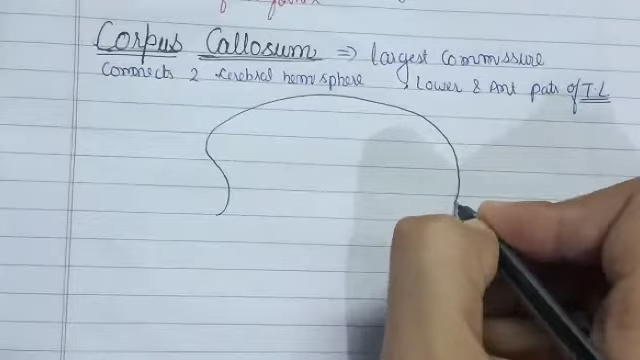 Corpus Callosum ⇒ Largest Commissure
Connects 2 cerebral hemisphere , Lower & Ant parts of T.L